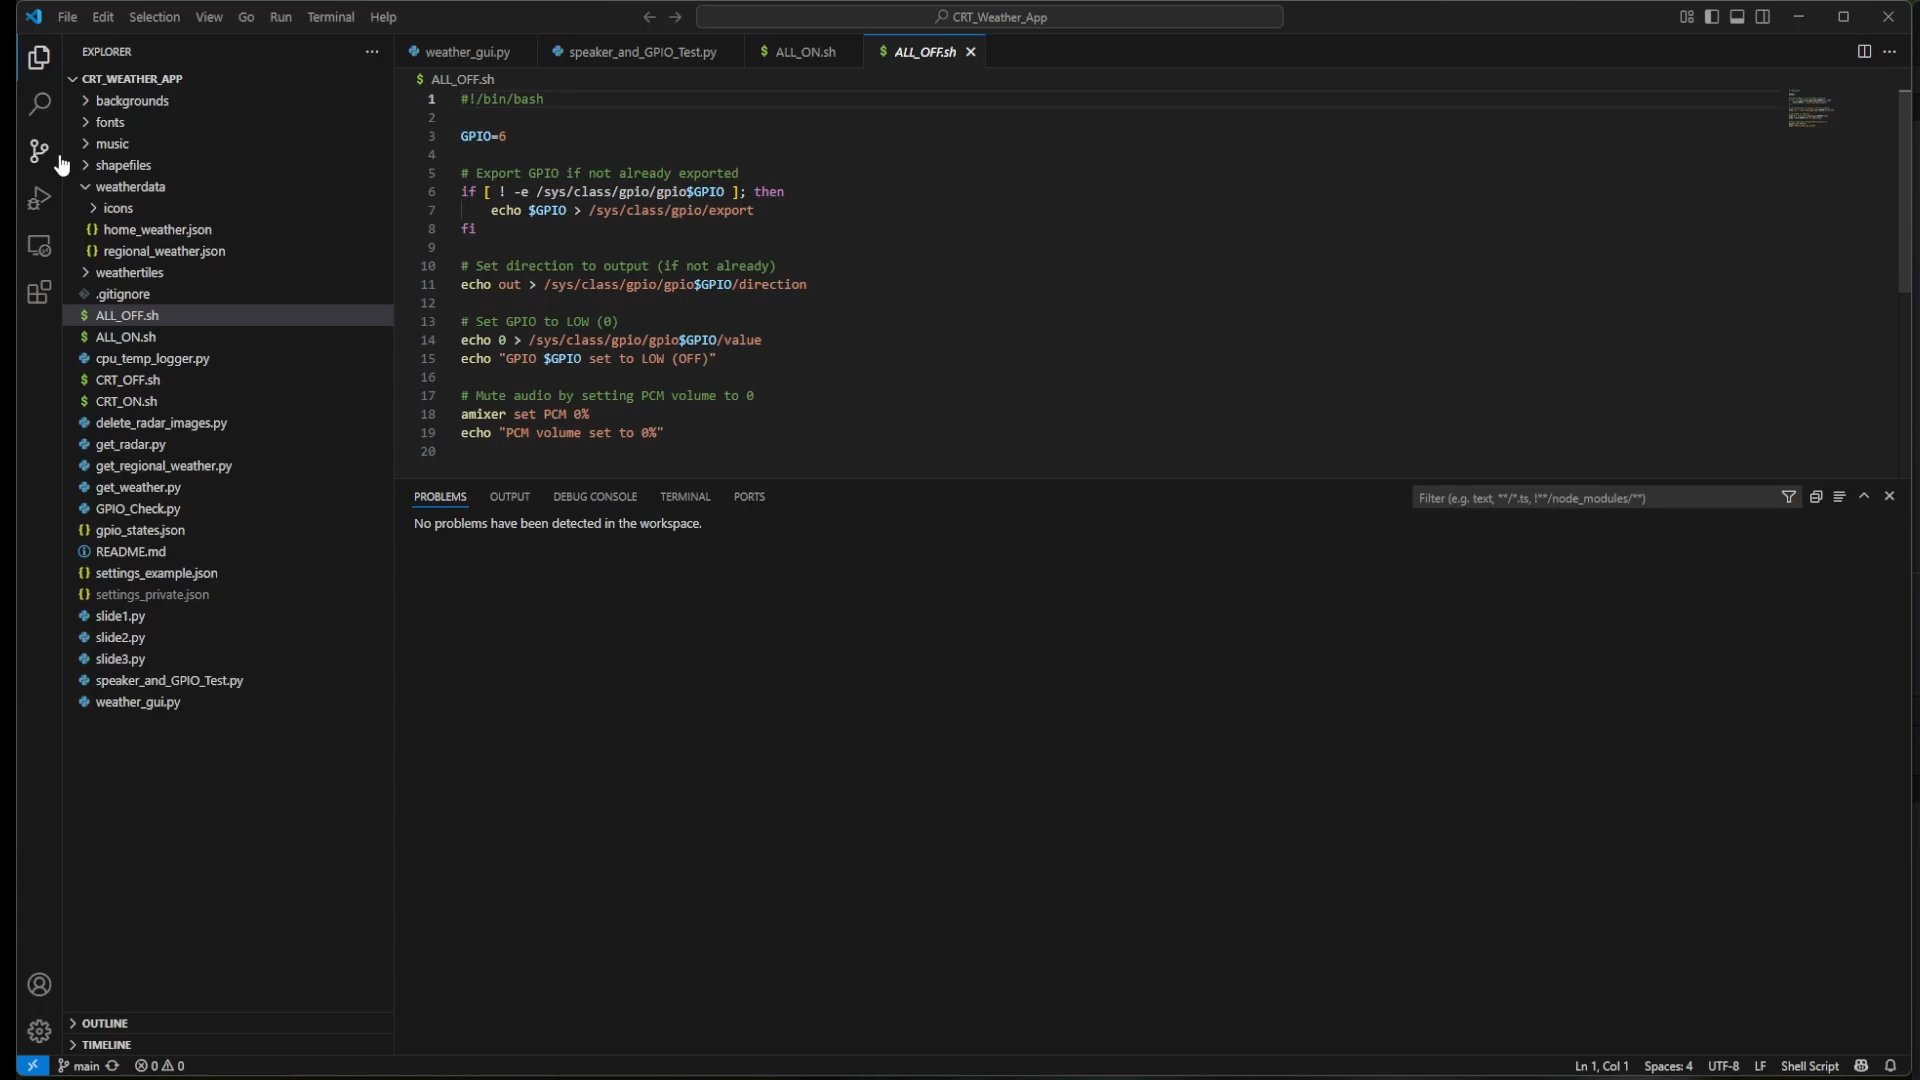 File Edit Selection View Go Run Terminal Help
CRT_Weather_App
EXPLORER
CRT_WEATHER_APP
backgrounds
fonts
music
shapefiles
weatherdata
icons
{} home_weather.json
{} regional_weather.json
weathertiles
.gitignore
$ ALL_OFF.sh
$ ALL_ON.sh
cpu_temp_logger.py
$ CRT_OFF.sh
$ CRT_ON.sh
delete_radar_images.py
get_radar.py
get_regional_weather.py
get_weather.py
GPIO_Check.py
{} gpio_states.json
README.md
{} settings_example.json
{} settings_private.json
slide1.py
slide2.py
slide3.py
speaker_and_GPIO_Test.py
weather_gui.py
OUTLINE
TIMELINE
weather_gui.py speaker_and_GPIO_Test.py $ ALL_ON.sh $ ALL_OFF.sh
$ ALL_OFF.sh
1 #!/bin/bash
2
3 GPIO=6
4
5 # Export GPIO if not already exported
6 if [ ! -e /sys/class/gpio/gpio$GPIO ]; then
7 echo $GPIO > /sys/class/gpio/export
8 fi
9
10 # Set direction to output (if not already)
11 echo out > /sys/class/gpio/gpio$GPIO/direction
12
13 # Set GPIO to LOW (0)
14 echo 0 > /sys/class/gpio/gpio$GPIO/value
15 echo "GPIO $GPIO set to LOW (OFF)"
16
17 # Mute audio by setting PCM volume to 0
18 amixer set PCM 0%
19 echo "PCM volume set to 0%"
20
PROBLEMS OUTPUT DEBUG CONSOLE TERMINAL PORTS
Filter (e.g. text, **/*.ts, !**/node_modules/**)
No problems have been detected in the workspace.
main 0 0
Ln 1, Col 1 Spaces: 4 UTF-8 LF Shell Script